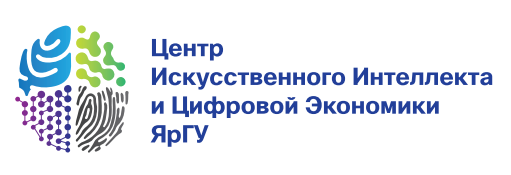 Центр
Искусственного Интеллекта
и Цифровой Экономики
ЯрГУ